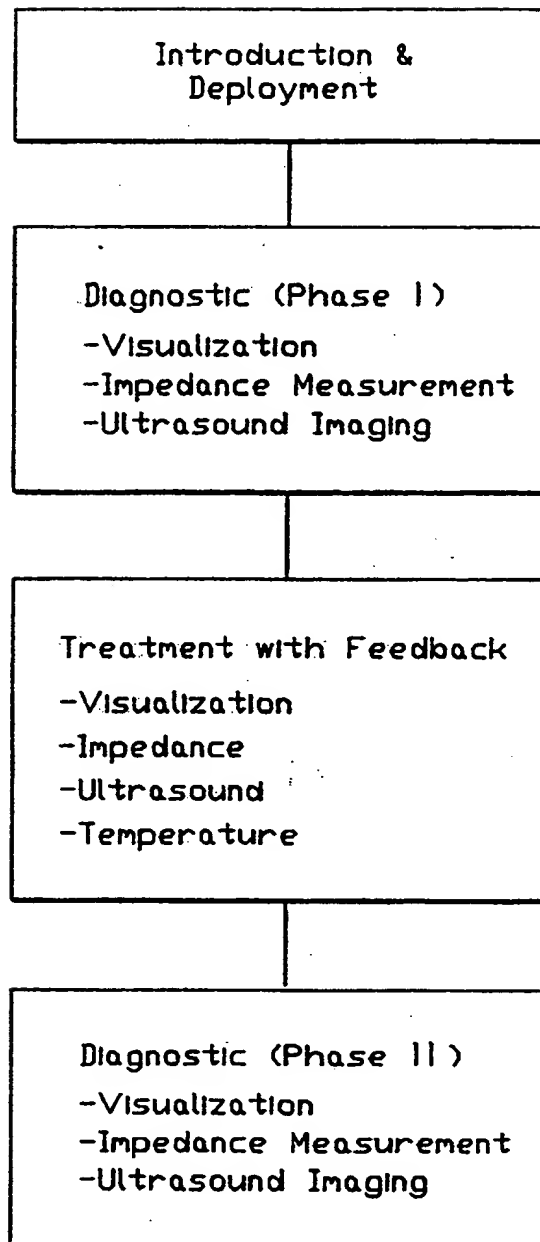 Introduction &
Deployment
Diagnostic (Phase I)
-Visualization
-Impedance Measurement
-Ultrasound Imaging
Treatment with Feedback
-Visualization
-Impedance
-Ultrasound
-Temperature
Diagnostic (Phase II)
-Visualization
-Impedance Measurement
-Ultrasound Imaging